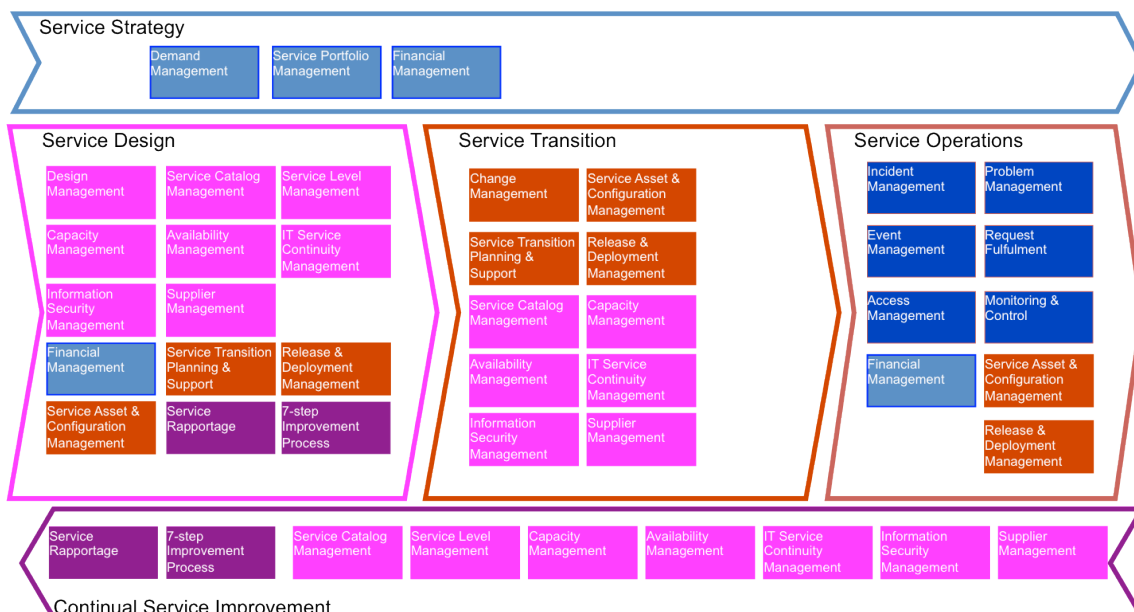 Service Strategy
Demand
Management
Service Portfolio
Management
Financial
Management
Service Design
Design
Management
Service Catalog
Management
Service Level
Management
Capacity
Management
Availability
Management
IT Service
Continuity
Management
Information
Security
Management
Supplier
Management
Financial
Management
Service Transition
Planning &
Support
Release &
Deployment
Management
Service Asset &
Configuration
Management
Service
Rapportage
7-step
Improvement
Process
Service Transition
Change
Management
Service Asset &
Configuration
Management
Service Transition
Planning &
Support
Release &
Deployment
Management
Service Catalog
Management
Capacity
Management
Availability
Management
IT Service
Continuity
Management
Information
Security
Management
Supplier
Management
Service Operations
Incident
Management
Problem
Management
Event
Management
Request
Fulfulment
Access
Management
Monitoring &
Control
Financial
Management
Service Asset &
Configuration
Management
Release &
Deployment
Management
Service
Rapportage
7-step
Improvement
Process
Service Catalog
Management
Service Level
Management
Capacity
Management
Availability
Management
IT Service
Continuity
Management
Information
Security
Management
Supplier
Management
Continual Service Improvement